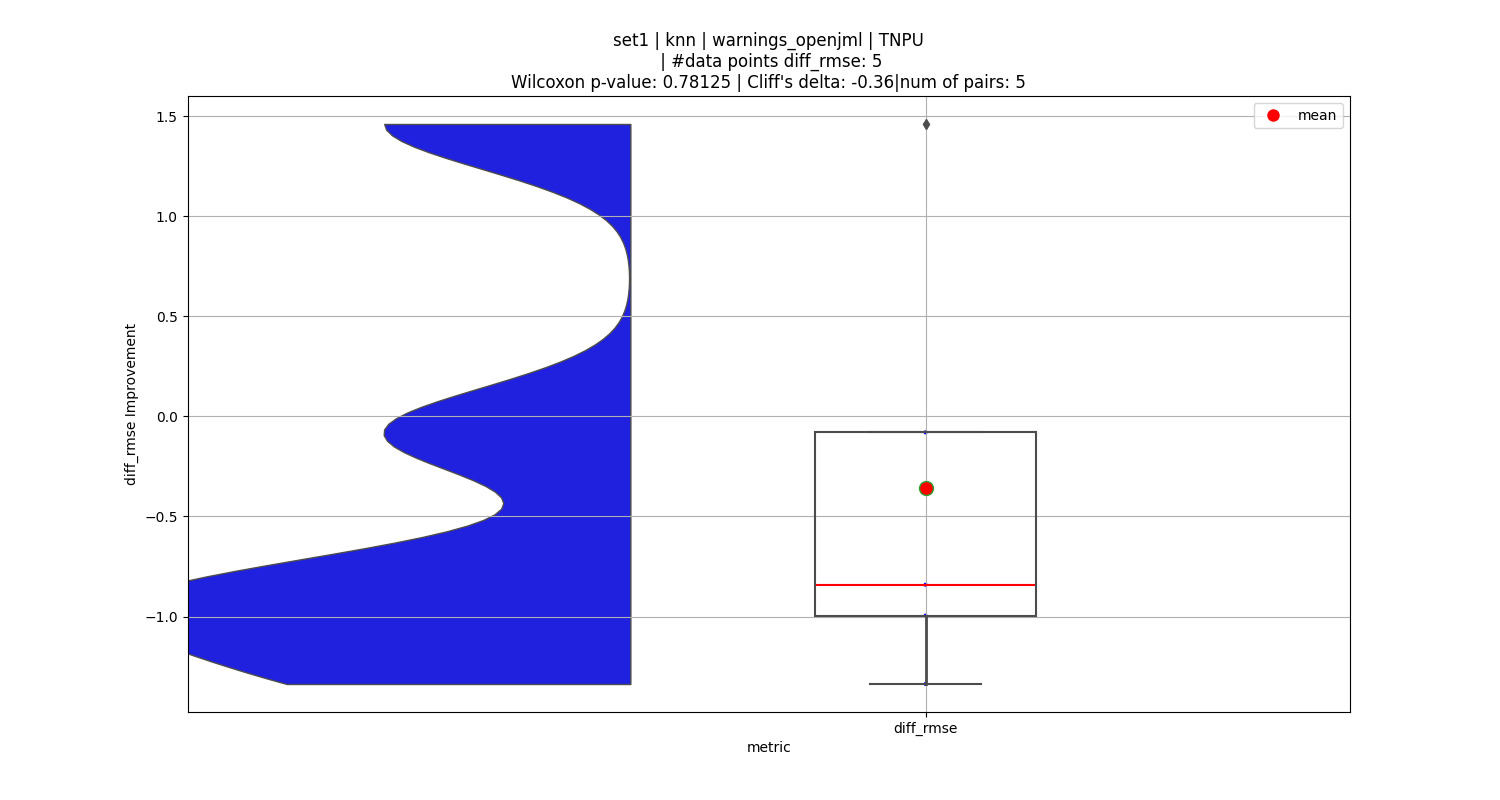 set1 | knn | warnings_openjml | TNPU
| #data points diff_rmse: 5
Wilcoxon p-value: 0.78125 | Cliff's delta: -0.36|num of pairs: 5
mean
1.5
1.0
0.5
0.0
−0.5
−1.0
diff_rmse Improvement
diff_rmse
metric